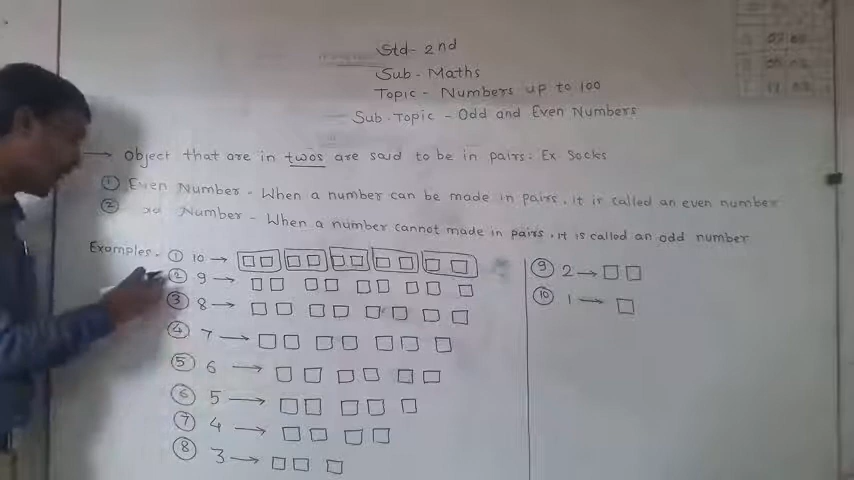 Std- 2nd
Sub- Maths
Topic - Numbers up to 100
Sub-Topic - Odd and Even Numbers
→ Object that are in twos are said to be in pairs. Ex Socks
① Even Number - When a number can be made in pairs. It is called an even number
② Number - When a number cannot made in pairs. It is called an odd number
Examples. ① 10 →
② 9 →
③ 8 →
④ 7 →
⑤ 6 →
⑥ 5 →
⑦ 4 →
⑧ 3 →
⑨ 2 →
⑩ 1 →